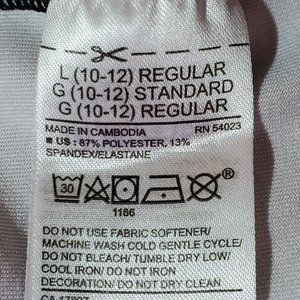 L (10-12) REGULAR
G (10-12) STANDARD
G (10-12) REGULAR
MADE IN CAMBODIA RN 54023
■ US : 87% POLYESTER, 13%
SPANDEX/ELASTANE
30 ®
1186
DO NOT USE FABRIC SOFTENER/
MACHINE WASH COLD GENTLE CYCLE/
DO NOT BLEACH/ TUMBLE DRY LOW/
COOL IRON/ DO NOT IRON
DECORATION/ DO NOT DRY CLEAN
CA 17897